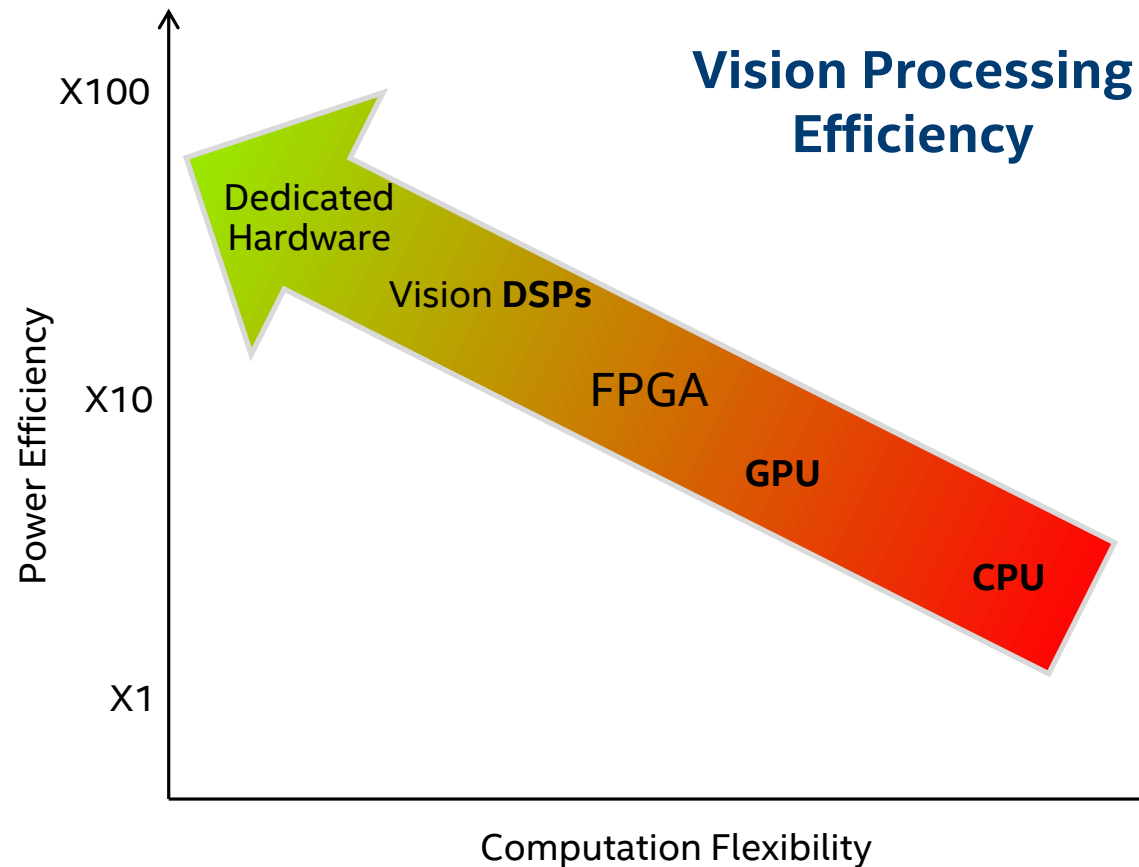 Vision Processing
Efficiency
X100
Dedicated
Hardware
Vision DSPs
FPGA
X10
GPU
CPU
X1
Power Efficiency
Computation Flexibility